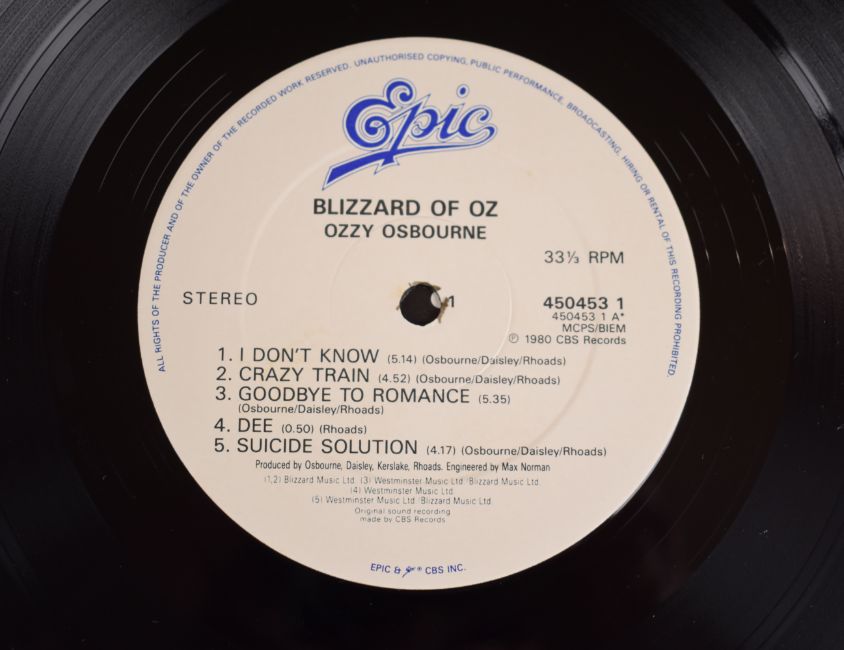 ALL RIGHTS OF THE PRODUCER AND OF THE OWNER OF THE RECORDED WORK RESERVED. UNAUTHORISED COPYING, PUBLIC PERFORMANCE, BROADCASTING, HIRING OR RENTAL OF THIS RECORDING PROHIBITED.
Epic
BLIZZARD OF OZ
OZZY OSBOURNE
33⅓ RPM
STEREO
1
450453 1
450453 1 A*
MCPS/BIEM
℗ 1980 CBS Records
1. I DON'T KNOW (5.14) (Osbourne/Daisley/Rhoads)
2. CRAZY TRAIN (4.52) (Osbourne/Daisley/Rhoads)
3. GOODBYE TO ROMANCE (5.35)
(Osbourne/Daisley/Rhoads)
4. DEE (0.50) (Rhoads)
5. SUICIDE SOLUTION (4.17) (Osbourne/Daisley/Rhoads)
Produced by Osbourne, Daisley, Kerslake, Rhoads. Engineered by Max Norman
(1,2) Blizzard Music Ltd. (3) Westminster Music Ltd./Blizzard Music Ltd.
(4) Westminster Music Ltd.
(5) Westminster Music Ltd./Blizzard Music Ltd.
Original sound recording
made by CBS Records
EPIC & Epic ® CBS INC.